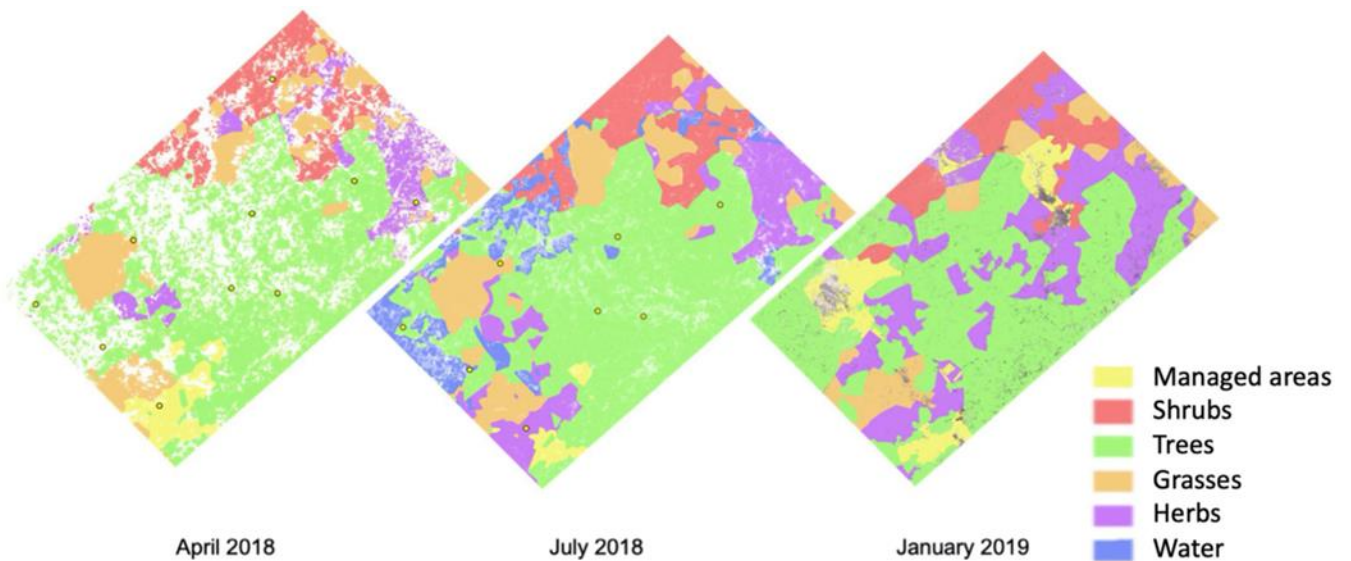 Managed areas
Shrubs
Trees
Grasses
Herbs
Water
April 2018
July 2018
January 2019